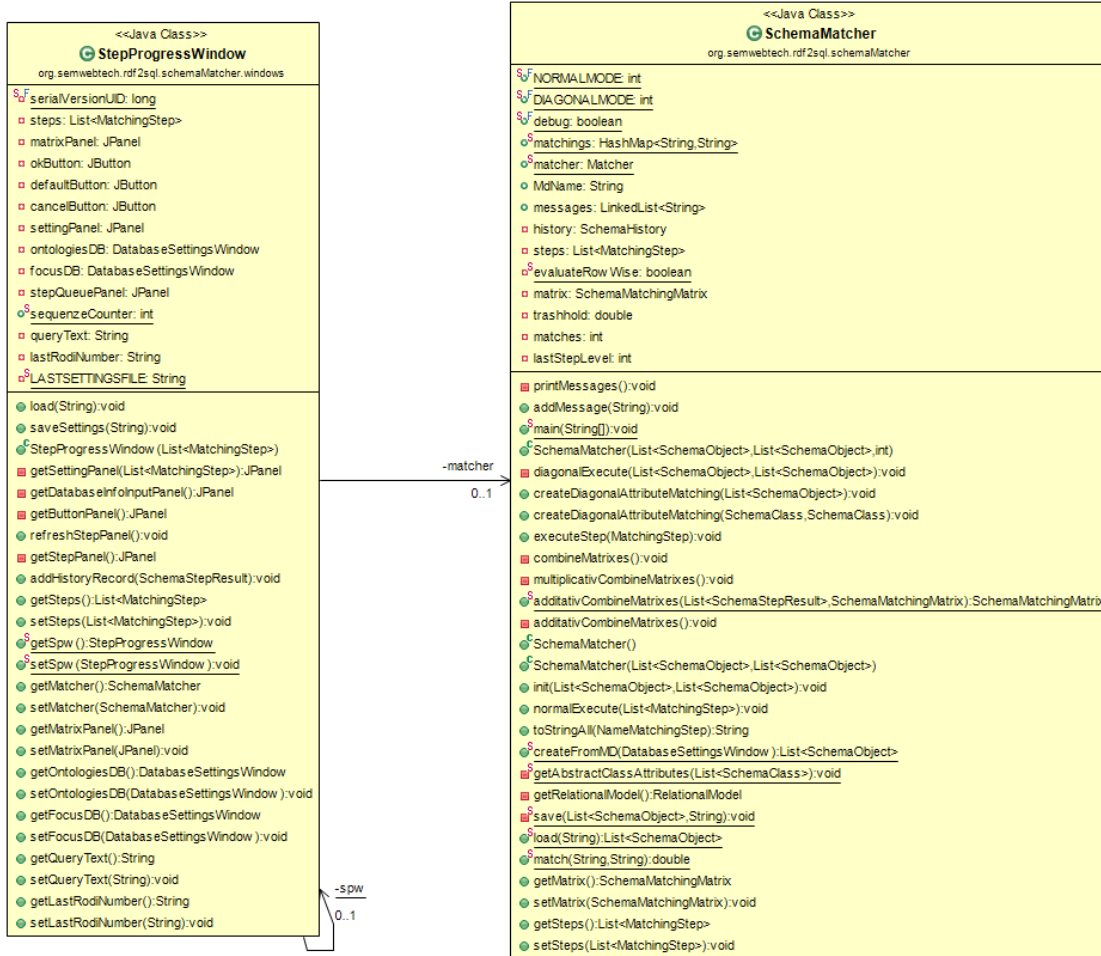 <<Java Class>>
StepProgressWindow
org.semwebtech.rdf2sql.schemaMatcher.windows
serialVersionUID: long
steps: List<MatchingStep>
matrixPanel: JPanel
okButton: JButton
defaultButton: JButton
cancelButton: JButton
settingPanel: JPanel
ontologiesDB: DatabaseSettingsWindow
focusDB: DatabaseSettingsWindow
stepQueuePanel: JPanel
sequenzeCounter: int
queryText: String
lastRodiNumber: String
LASTSETTINGSFILE: String
load(String):void
saveSettings(String):void
StepProgressWindow(List<MatchingStep>)
getSettingPanel(List<MatchingStep>):JPanel
getDatabaseInfoInputPanel():JPanel
getButtonPanel():JPanel
refreshStepPanel():void
getStepPanel():JPanel
addHistoryRecord(SchemaStepResult):void
getSteps():List<MatchingStep>
setSteps(List<MatchingStep>):void
getSpw():StepProgressWindow
setSpw(StepProgressWindow):void
getMatcher():SchemaMatcher
setMatcher(SchemaMatcher):void
getMatrixPanel():JPanel
setMatrixPanel(JPanel):void
getOntologiesDB():DatabaseSettingsWindow
setOntologiesDB(DatabaseSettingsWindow):void
getFocusDB():DatabaseSettingsWindow
setFocusDB(DatabaseSettingsWindow):void
getQueryText():String
setQueryText(String):void
getLastRodiNumber():String
setLastRodiNumber(String):void
-spw
0..1
-matcher
0..1
<<Java Class>>
SchemaMatcher
org.semwebtech.rdf2sql.schemaMatcher
NORMALMODE: int
DIAGONALMODE: int
debug: boolean
matchings: HashMap<String,String>
matcher: Matcher
MdName: String
messages: LinkedList<String>
history: SchemaHistory
steps: List<MatchingStep>
evaluateRowWise: boolean
matrix: SchemaMatchingMatrix
trashhold: double
matches: int
lastStepLevel: int
printMessages():void
addMessage(String):void
main(String[]):void
SchemaMatcher(List<SchemaObject>,List<SchemaObject>,int)
diagonalExecute(List<SchemaObject>,List<SchemaObject>):void
createDiagonalAttributeMatching(List<SchemaObject>):void
createDiagonalAttributeMatching(SchemaClass,SchemaClass):void
executeStep(MatchingStep):void
combineMatrixes():void
multiplicativCombineMatrixes():void
additativCombineMatrixes(List<SchemaStepResult>,SchemaMatchingMatrix):SchemaMatchingMatrix
additativCombineMatrixes():void
SchemaMatcher()
SchemaMatcher(List<SchemaObject>,List<SchemaObject>)
init(List<SchemaObject>,List<SchemaObject>):void
normalExecute(List<MatchingStep>):void
toStringAll(NameMatchingStep):String
createFromMD(DatabaseSettingsWindow):List<SchemaObject>
getAbstractClassAttributes(List<SchemaClass>):void
getRelationalModel():RelationalModel
save(List<SchemaObject>,String):void
load(String):List<SchemaObject>
match(String,String):double
getMatrix():SchemaMatchingMatrix
setMatrix(SchemaMatchingMatrix):void
getSteps():List<MatchingStep>
setSteps(List<MatchingStep>):void